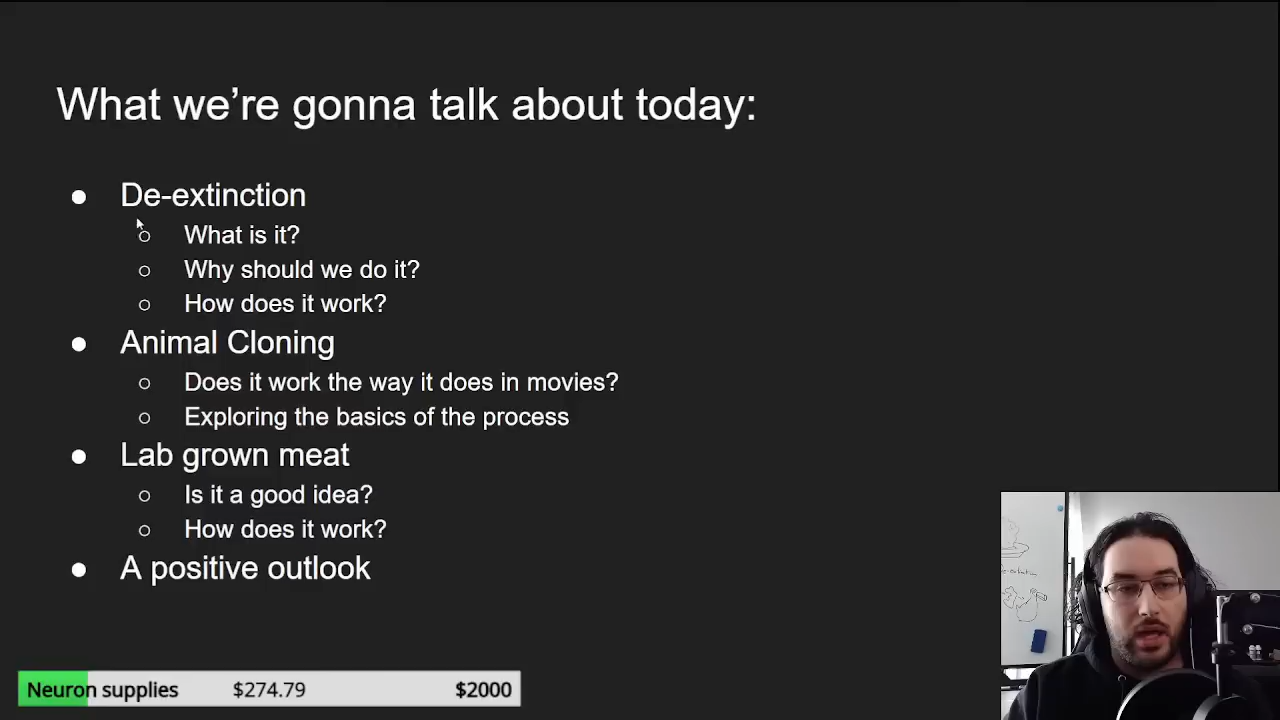 What we’re gonna talk about today:
● De-extinction
○ What is it?
○ Why should we do it?
○ How does it work?
● Animal Cloning
○ Does it work the way it does in movies?
○ Exploring the basics of the process
● Lab grown meat
○ Is it a good idea?
○ How does it work?
● A positive outlook
Neuron supplies $274.79 $2000